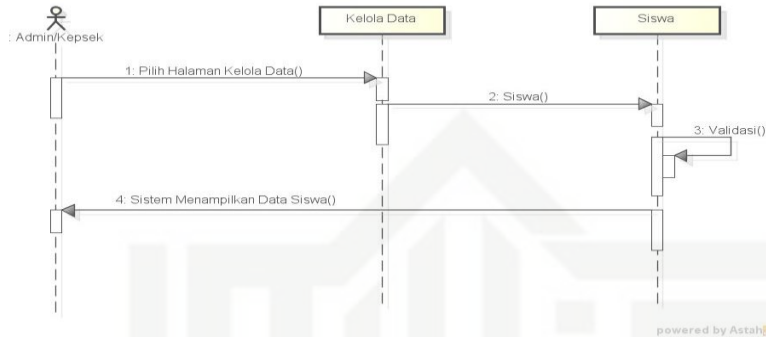 : Admin/Kepsek
Kelola Data
Siswa
1: Pilih Halaman Kelola Data()
2: Siswa()
3: Validasi()
4: Sistem Menampilkan Data Siswa()
powered by Astah